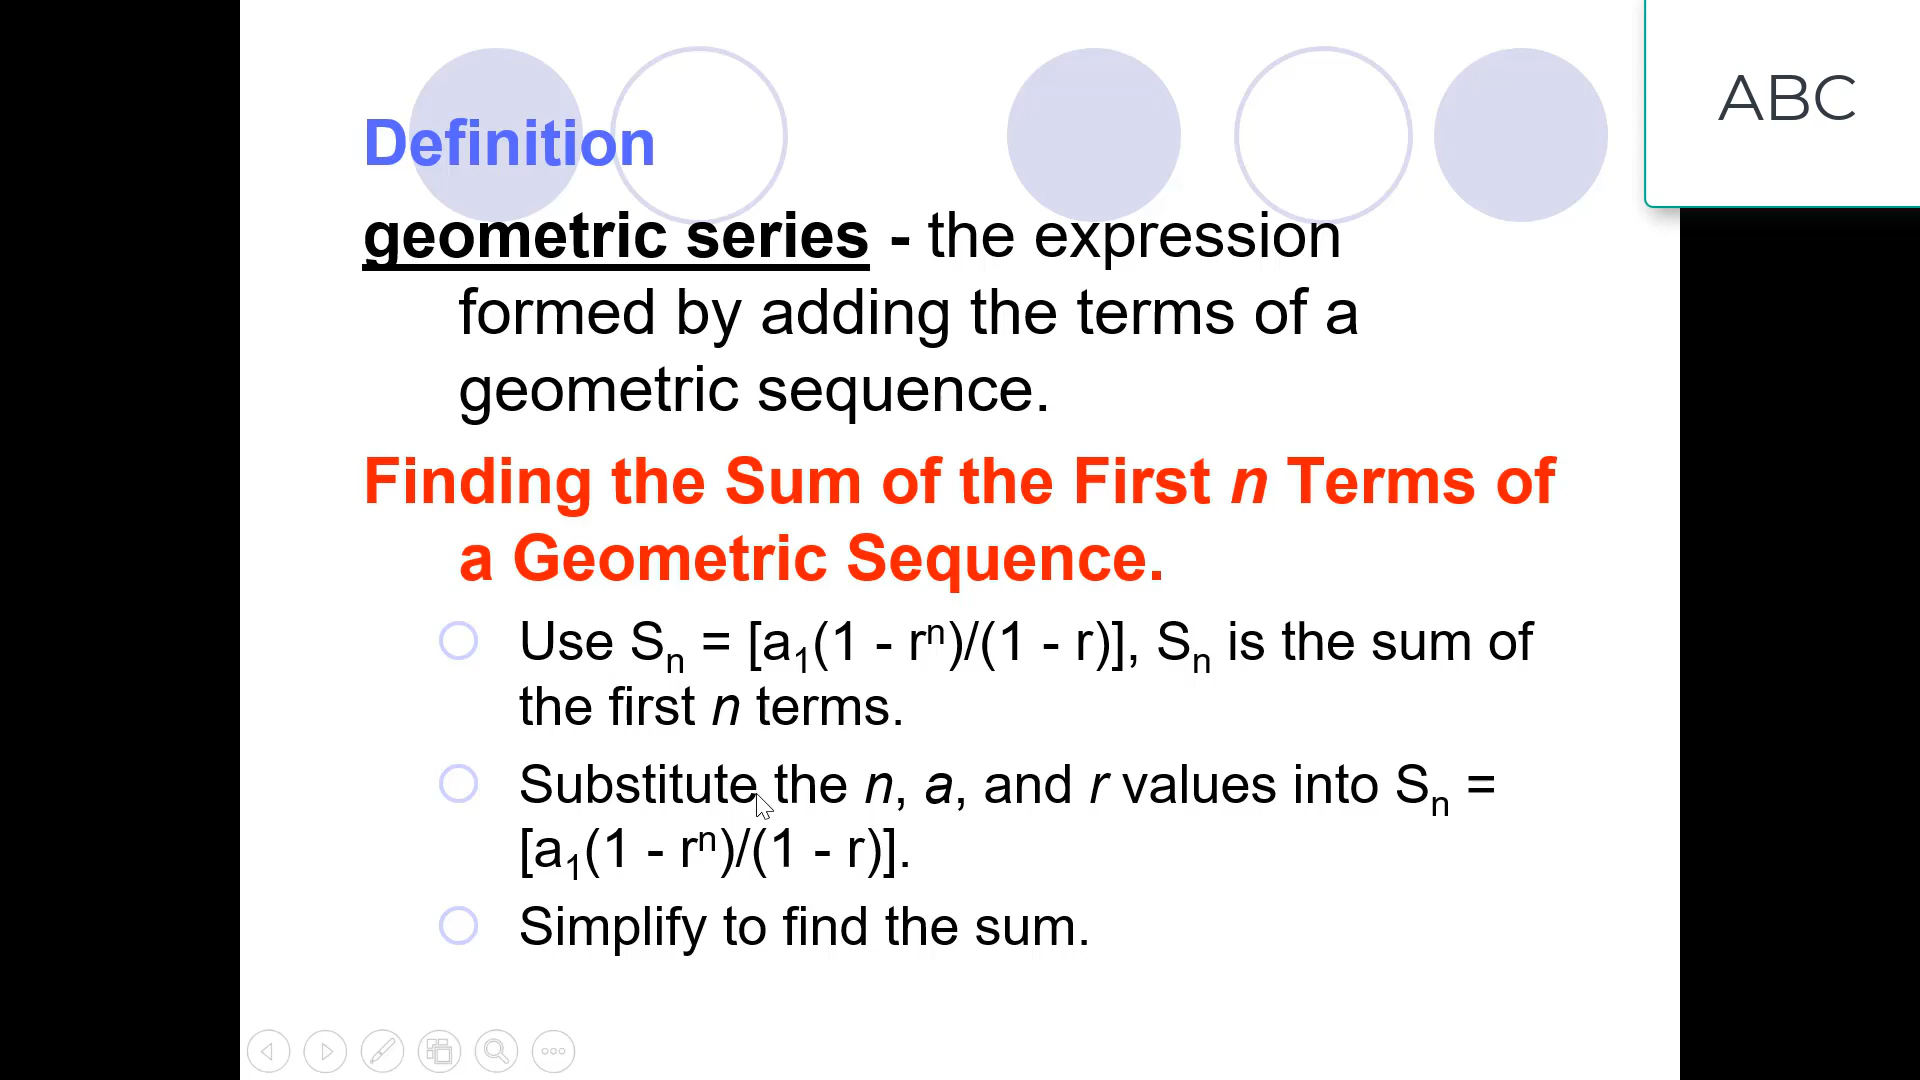 ABC
Definition
geometric series - the expression
formed by adding the terms of a
geometric sequence.
Finding the Sum of the First n Terms of
a Geometric Sequence.
Use Sₙ = [a₁(1 - rⁿ)/(1 - r)], Sₙ is the sum of
the first n terms.
Substitute the n, a, and r values into Sₙ =
[a₁(1 - rⁿ)/(1 - r)].
Simplify to find the sum.